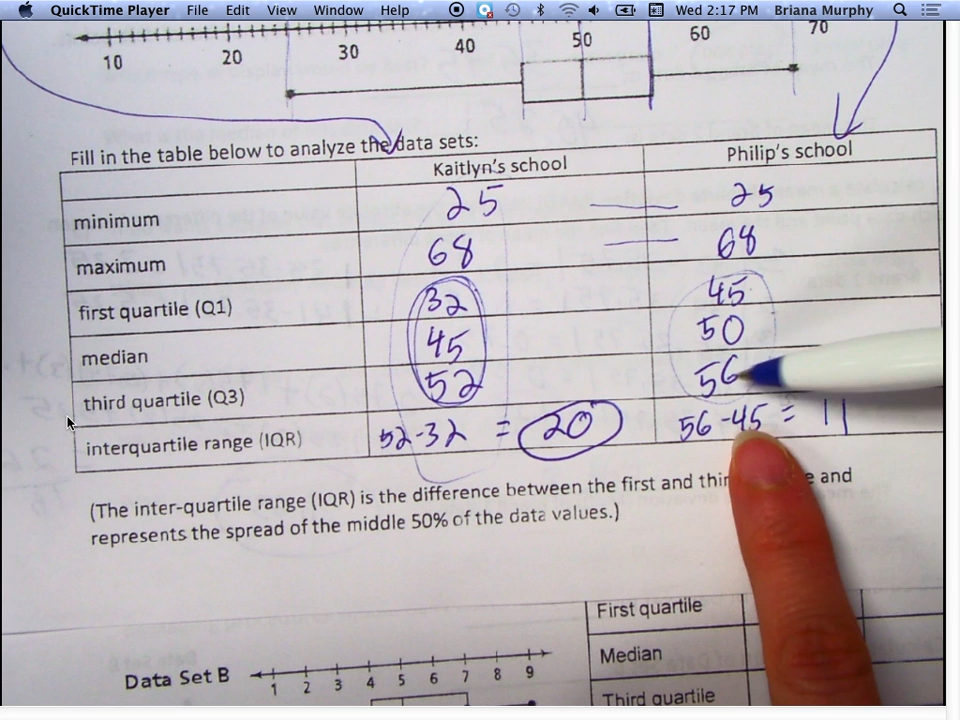 QuickTime Player File Edit View Window Help Wed 2:17 PM Briana Murphy
10 20 30 40 50 60 70
Fill in the table below to analyze the data sets:
Kaitlyn's school Philip's school
minimum 25 25
maximum 68 68
first quartile (Q1) 32 45
median 45 50
third quartile (Q3) 52 56
interquartile range (IQR) 52-32 = 20 56-45 = 11
(The inter-quartile range (IQR) is the difference between the first and and
represents the spread of the middle 50% of the data values.)
First quartile
Median
Third quartile
Data Set B
1 2 3 4 5 6 7 8 9